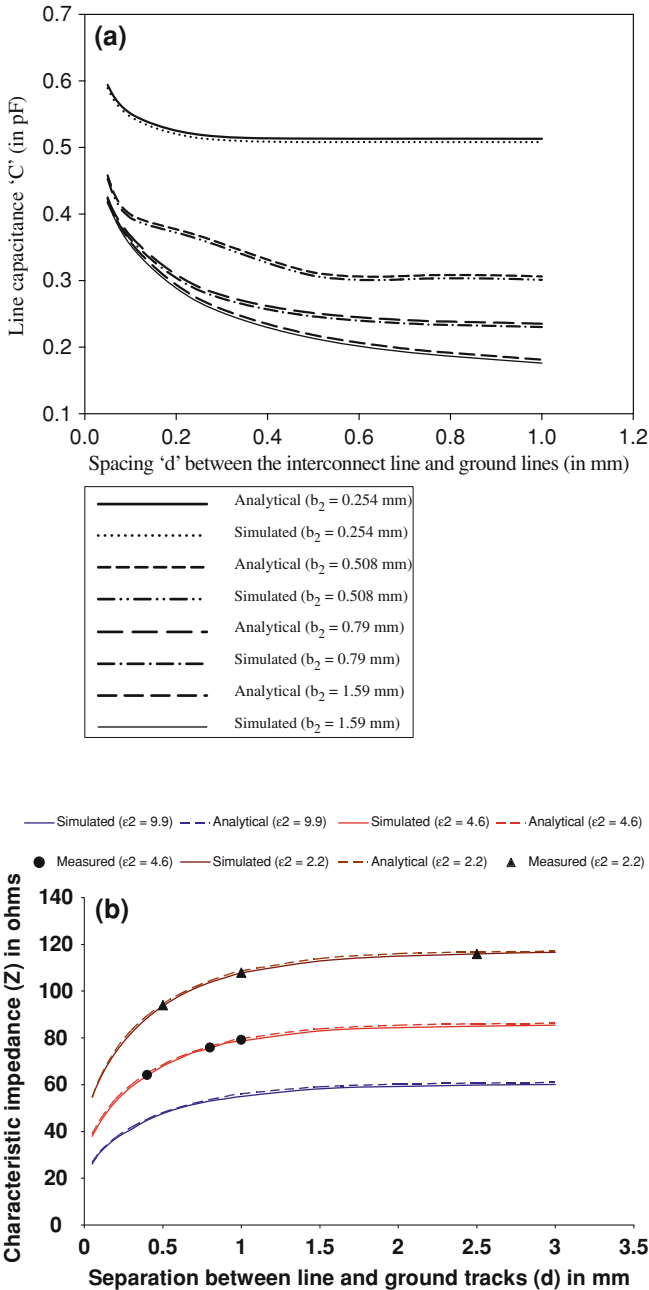 0.7
(a)
0.6
0.5
0.4
0.3
0.2
0.1
Line capacitance ‘C’ (in pF)
0.0 0.2 0.4 0.6 0.8 1.0 1.2
Spacing ‘d’ between the interconnect line and ground lines (in mm)
Analytical (b2 = 0.254 mm)
Simulated (b2 = 0.254 mm)
Analytical (b2 = 0.508 mm)
Simulated (b2 = 0.508 mm)
Analytical (b2 = 0.79 mm)
Simulated (b2 = 0.79 mm)
Analytical (b2 = 1.59 mm)
Simulated (b2 = 1.59 mm)
Simulated (ε2 = 9.9) Analytical (ε2 = 9.9) Simulated (ε2 = 4.6) Analytical (ε2 = 4.6)
Measured (ε2 = 4.6) Simulated (ε2 = 2.2) Analytical (ε2 = 2.2) Measured (ε2 = 2.2)
140
(b)
120
100
80
60
40
20
0
Characteristic impedance (Z) in ohms
0 0.5 1 1.5 2 2.5 3 3.5
Separation between line and ground tracks (d) in mm